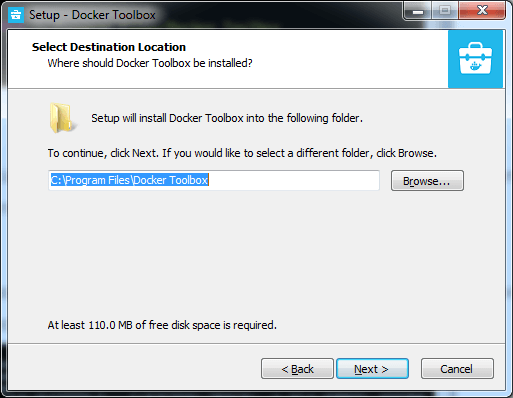 Setup - Docker Toolbox
Select Destination Location
Where should Docker Toolbox be installed?
Setup will install Docker Toolbox into the following folder.
To continue, click Next. If you would like to select a different folder, click Browse.
C:\Program Files\Docker Toolbox
Browse...
At least 110.0 MB of free disk space is required.
< Back
Next >
Cancel